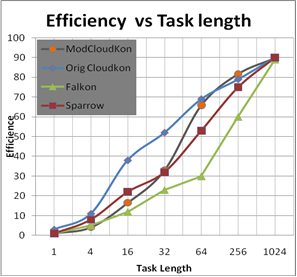 Efficiency vs Task length
100
90
80
70
60
50
40
30
20
10
0
Efficience
ModCloudKon
Orig Cloudkon
Falkon
Sparrow
1 4 16 32 64 256 1024
Task Length